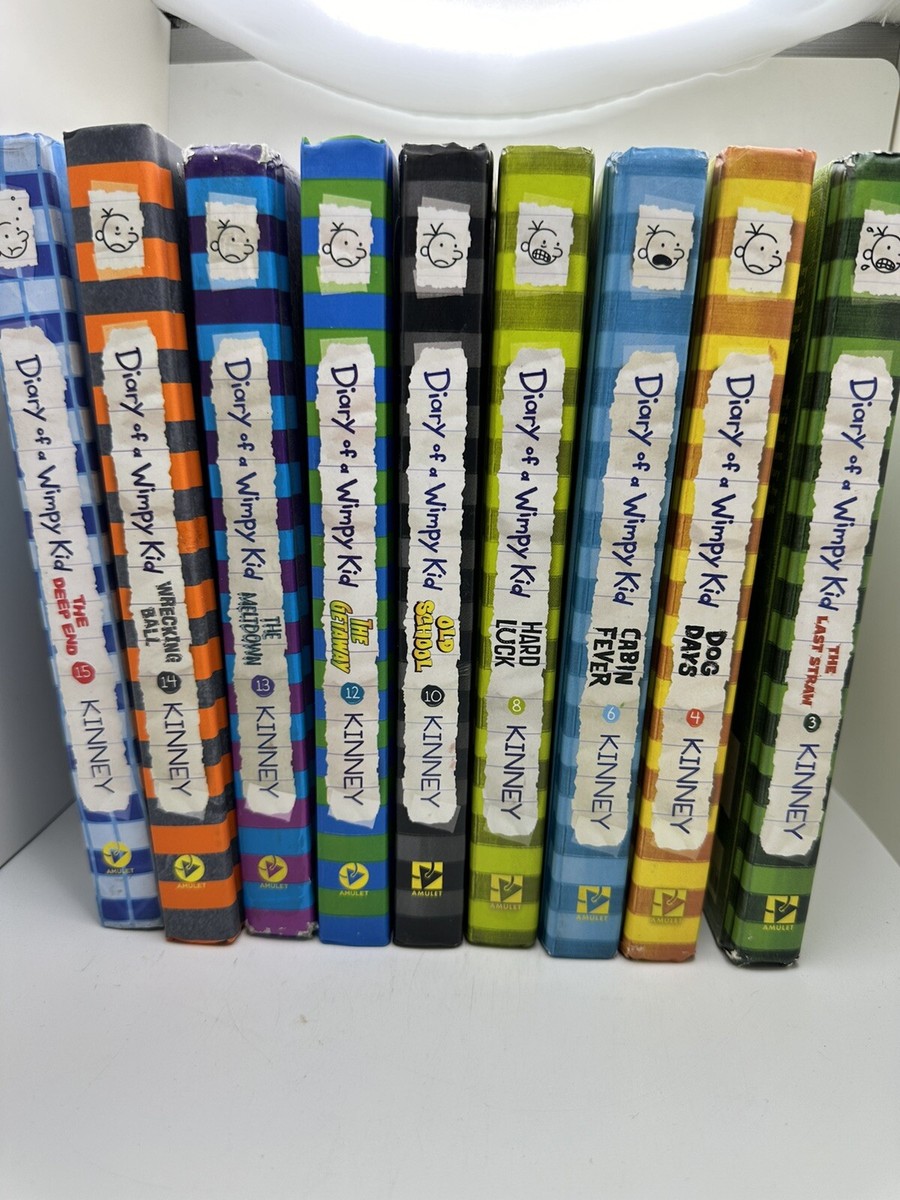 Diary of a Wimpy Kid THE DEEP END 15 KINNEY
AMULET
Diary of a Wimpy Kid WRECKING BALL 14 KINNEY
AMULET
Diary of a Wimpy Kid THE MELTDOWN 13 KINNEY
AMULET
Diary of a Wimpy Kid THE GETAWAY 12 KINNEY
AMULET
Diary of a Wimpy Kid OLD SCHOOL 10 KINNEY
AMULET
Diary of a Wimpy Kid HARD LUCK 8 KINNEY
AMULET
Diary of a Wimpy Kid CABIN FEVER 6 KINNEY
AMULET
Diary of a Wimpy Kid DOG DAYS 4 KINNEY
AMULET
Diary of a Wimpy Kid THE LAST STRAW 3 KINNEY
AMULET